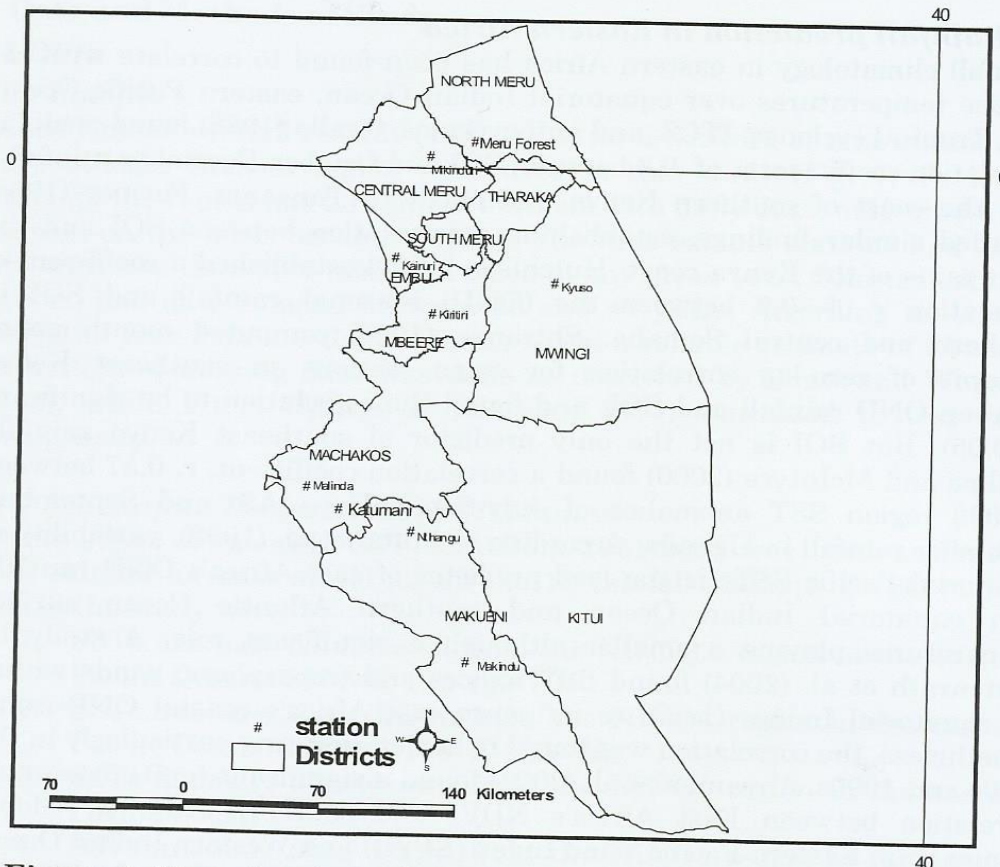 40
NORTH MERU
# Meru Forest
0
#
Mikinduri
CENTRAL MERU
THARAKA
SOUTH MERU
# Kairuri
EMBU
# Kyuso
# Kiritiri
MBEERE
MWINGI
MACHAKOS
# Malinda
# Katumani
# Nthangu
MAKUENI
KITUI
# Makindu
# station
Districts
N
W
E
S
70 0 70 140 Kilometers
40